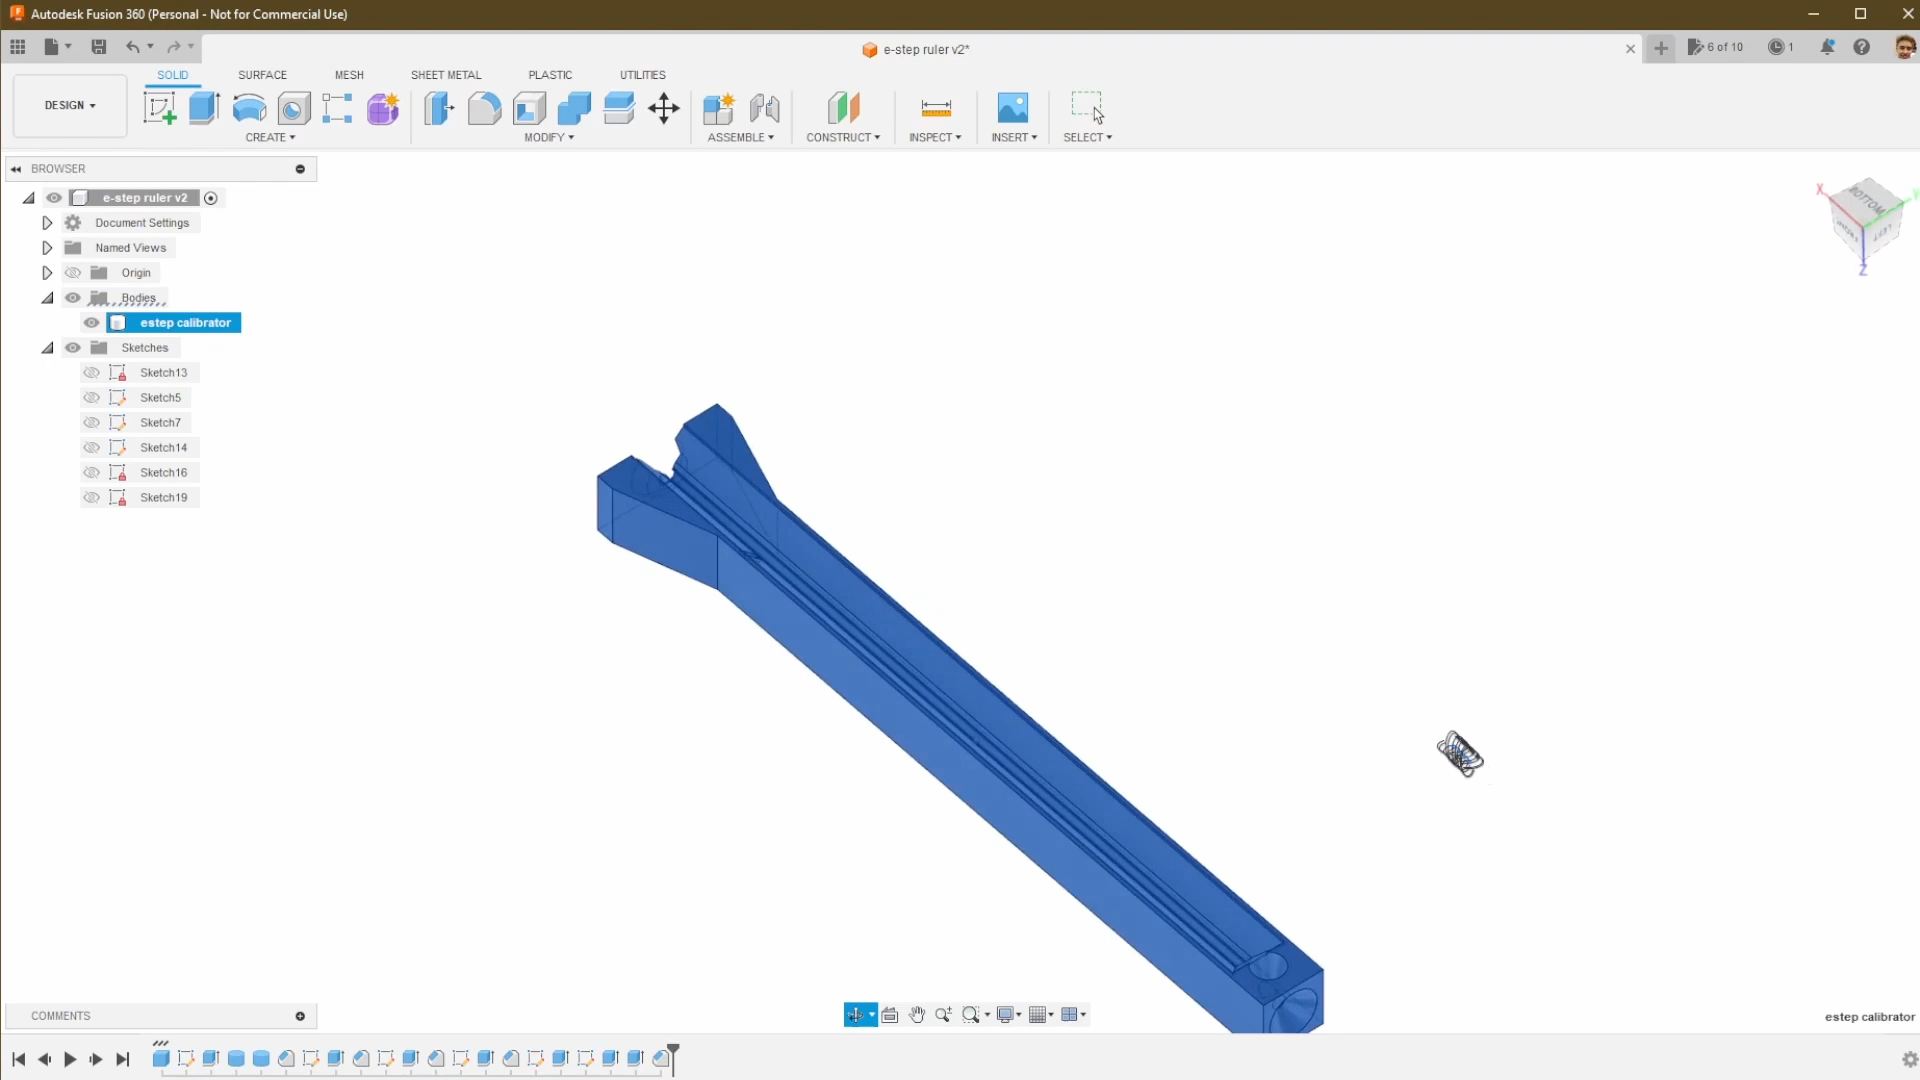 Autodesk Fusion 360 (Personal - Not for Commercial Use)
e-step ruler v2*
6 of 10
1
SOLID
SURFACE
MESH
SHEET METAL
PLASTIC
UTILITIES
DESIGN
CREATE
MODIFY
ASSEMBLE
CONSTRUCT
INSPECT
INSERT
SELECT
BROWSER
e-step ruler v2
Document Settings
Named Views
Origin
Bodies
estep calibrator
Sketches
Sketch13
Sketch5
Sketch7
Sketch14
Sketch16
Sketch19
X
BOTTOM
LEFT
Z
COMMENTS
estep calibrator